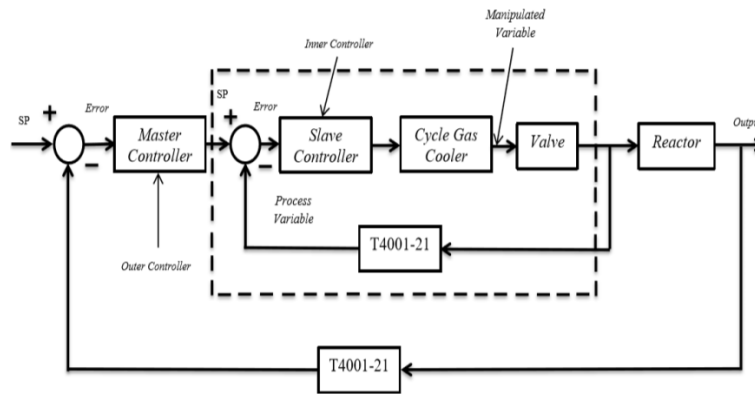 Manipulated
Variable
Inner Controller
SP
+
Error
Master
Controller
SP
+
Error
Slave
Controller
Cycle Gas
Cooler
Valve
Reactor
Output
−
−
Process
Variable
T4001-21
Outer Controller
T4001-21